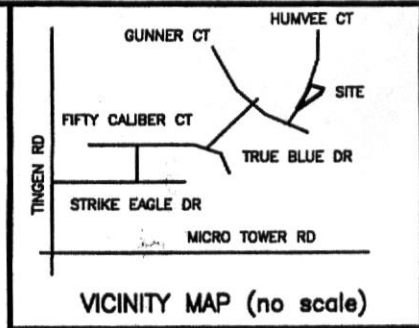 HUMVEE CT
GUNNER CT
SITE
FIFTY CALIBER CT
TRUE BLUE DR
TINGEN RD
STRIKE EAGLE DR
MICRO TOWER RD
VICINITY MAP (no scale)